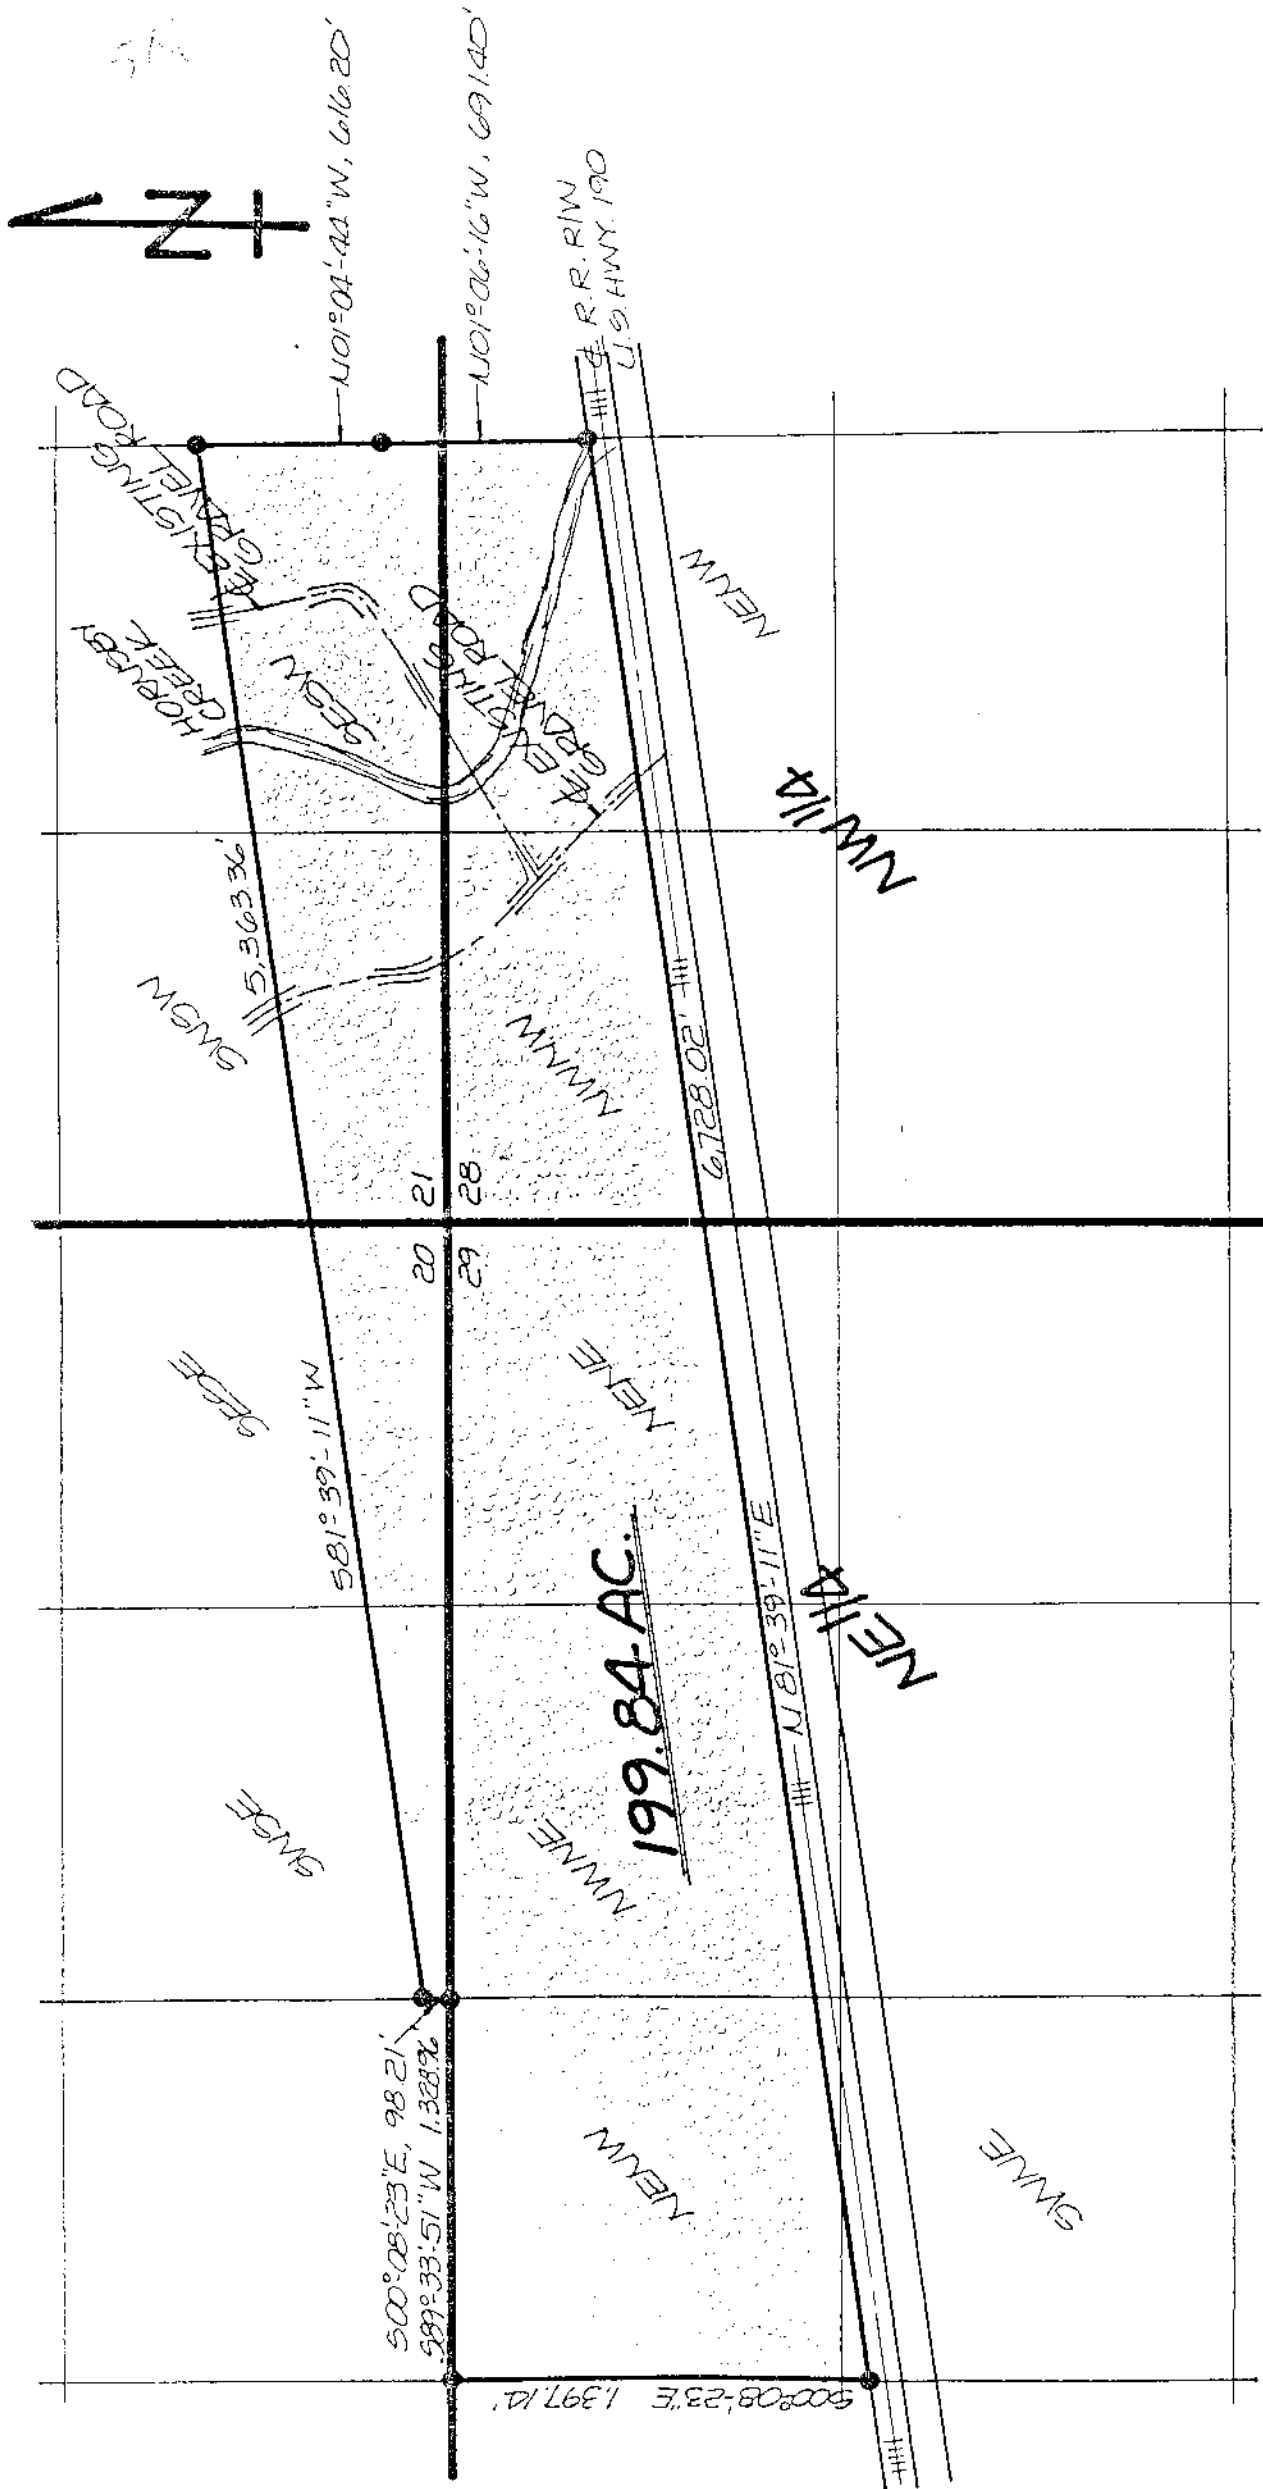 N
N01°-04'-44"W, 616.20'
N01°-06'-16"W, 691.40'
EXISTING
GRAVEL
ROAD
HORNSBY
CREEK
SESW
5,363.36'
SWSW
S81°-39'-11"W
SESE
SWSE
S00°-08'-23"E, 98.21'
S89°-33'-51"W 1,328.96
20 21
29 28
℄ R.R. R/W
U.S. HWY. 190
℄ EXISTING
GRAVEL ROAD
NENW
NWNW
NW 1/4
6,728.02'
N 81°-39'-11"E
NENE
NE 1/4
199.84 AC.
NWNE
NENW
SWNE
S00°-08'-23"E 1,397.14'